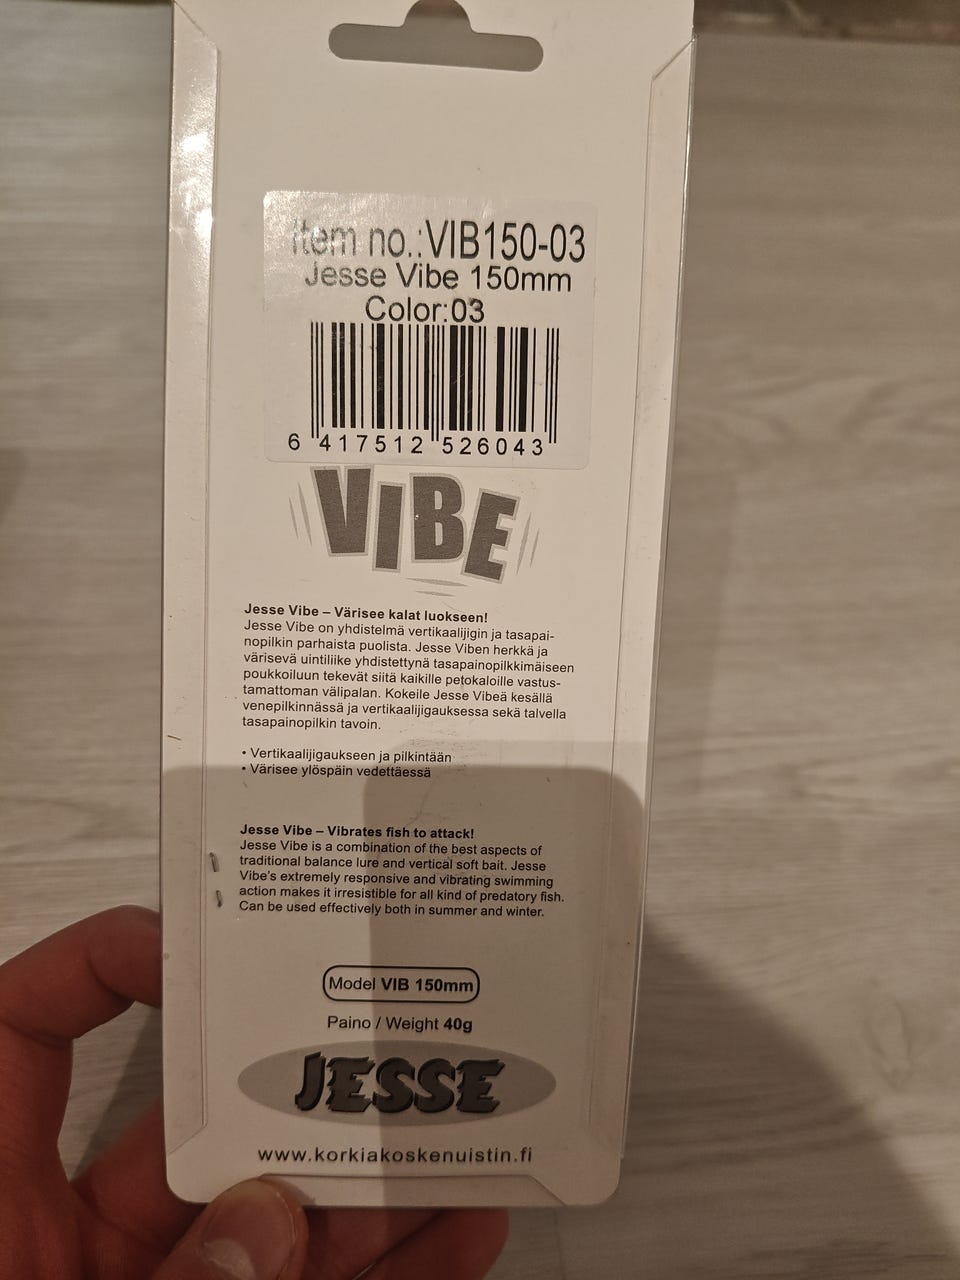 Item no.:VIB150-03
Jesse Vibe 150mm
Color:03
6 417512 526043
VIBE
Jesse Vibe – Värisee kalat luokseen!
Jesse Vibe on yhdistelmä vertikaalijigin ja tasapai-
nopilkin parhaista puolista. Jesse Viben herkkä ja
värisevä uintiliike yhdistettynä tasapainopilkkimäiseen
poukkoiluun tekevät siitä kaikille petokaloille vastus-
tamattoman välipalan. Kokeile Jesse Vibeä kesällä
venepilkinnässä ja vertikaalijigauksessa sekä talvella
tasapainopilkin tavoin.
• Vertikaalijigaukseen ja pilkintään
• Värisee ylöspäin vedettäessä
Jesse Vibe – Vibrates fish to attack!
Jesse Vibe is a combination of the best aspects of
traditional balance lure and vertical soft bait. Jesse
Vibe's extremely responsive and vibrating swimming
action makes it irresistible for all kind of predatory fish.
Can be used effectively both in summer and winter.
Model VIB 150mm
Paino / Weight 40g
JESSE
www.korkiakoskenuistin.fi